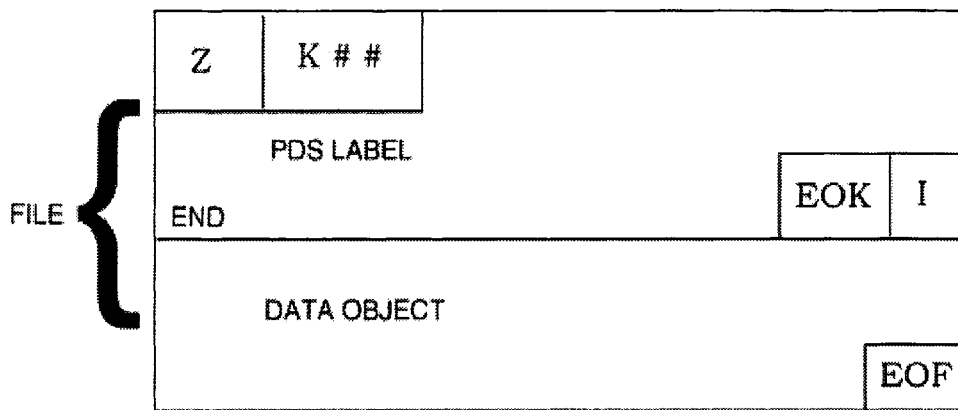 Z K # #
PDS LABEL
EOK I
FILE
END
DATA OBJECT
EOF